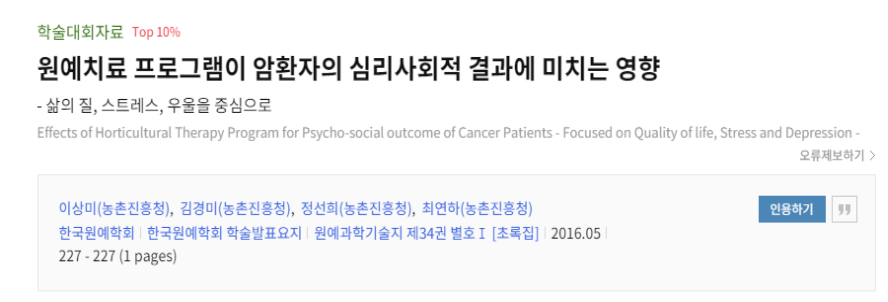 학술대회자료 Top 10%
원예치료 프로그램이 암환자의 심리사회적 결과에 미치는 영향
- 삶의 질, 스트레스, 우울을 중심으로
Effects of Horticultural Therapy Program for Psycho-social outcome of Cancer Patients - Focused on Quality of life, Stress and Depression -
오류제보하기 >
이상미(농촌진흥청), 김경미(농촌진흥청), 정선희(농촌진흥청), 최연하(농촌진흥청)
인용하기
한국원예학회 | 한국원예학회 학술발표요지 | 원예과학기술지 제34권 별호Ⅰ [초록집] | 2016.05 |
227 - 227 (1 pages)